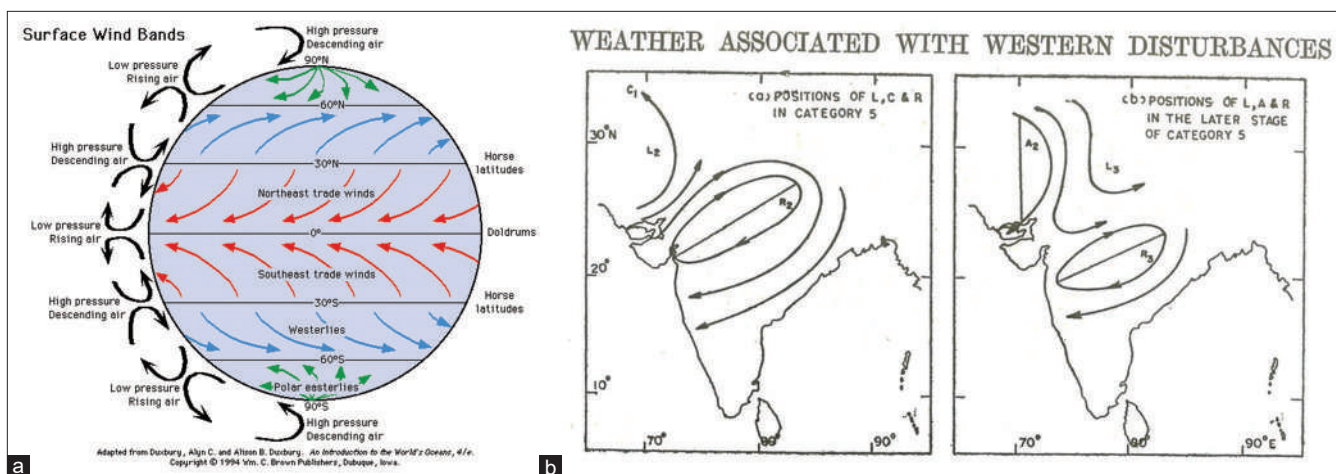 Surface Wind Bands
High pressure
Descending air
90°N
Low pressure
Rising air
60°N
High pressure
Descending air
30°N
Horse
latitudes
Northeast trade winds
Low pressure
Rising air
0°
Doldrums
Southeast trade winds
High pressure
Descending air
30°S
Horse
latitudes
Westerlies
60°S
Low pressure
Rising air
Polar easterlies
90°S
High pressure
Descending air
Adapted from Duxbury, Alyn C. and Alison B. Duxbury. An Introduction to the World's Oceans, 4/e.
Copyright © 1994 Wm. C. Brown Publishers, Dubuque, Iowa.
a
WEATHER ASSOCIATED WITH WESTERN DISTURBANCES
(a) POSITIONS OF L, C & R
IN CATEGORY 5
C1
30°N
L2
R2
20°
10°
70°
80°
90°
(b) POSITIONS OF L, A & R
IN THE LATER STAGE
OF CATEGORY 5
A2
L3
R3
70°
80°
90°E
b